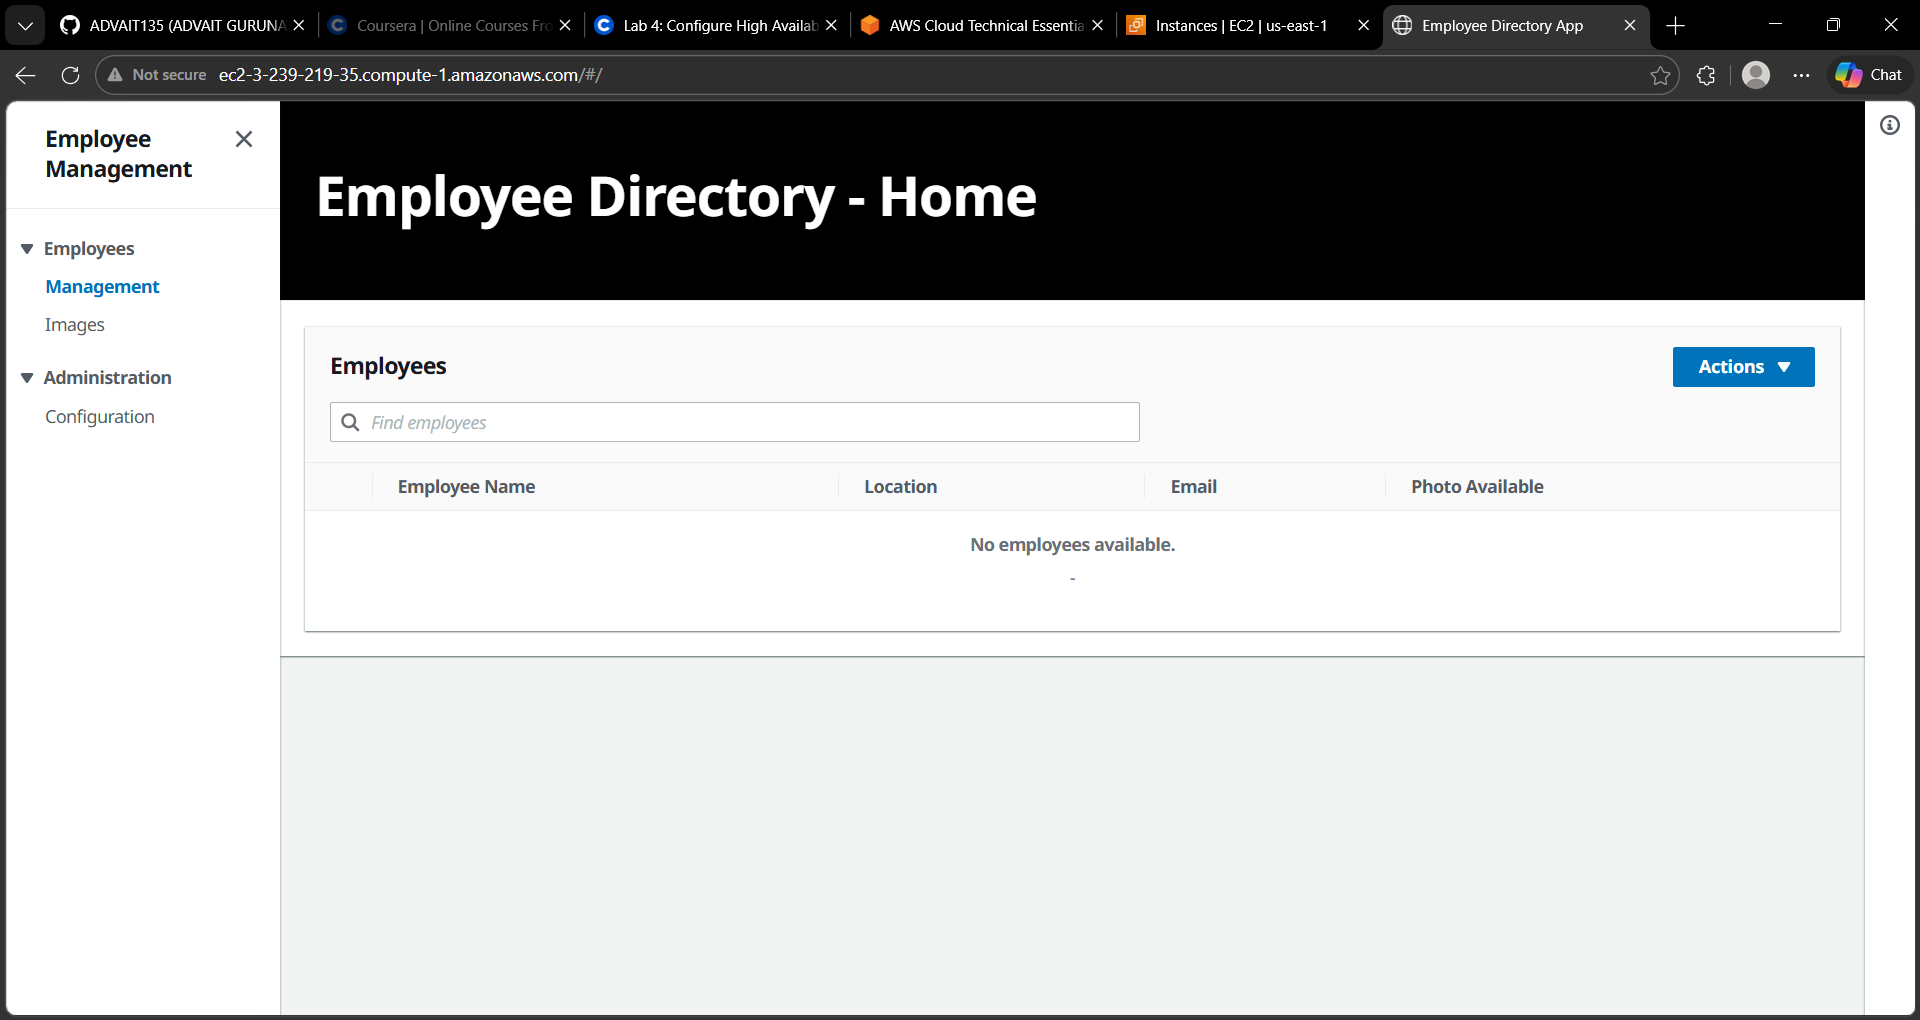 ADVAIT135 (ADVAIT GURUNA
Coursera | Online Courses Fro
Lab 4: Configure High Availab
AWS Cloud Technical Essentia
Instances | EC2 | us-east-1
Employee Directory App
Not secure
ec2-3-239-219-35.compute-1.amazonaws.com/#/
Chat
Employee
Management
Employees
Management
Images
Administration
Configuration
Employee Directory - Home
Employees
Actions
Find employees
Employee Name
Location
Email
Photo Available
No employees available.
-